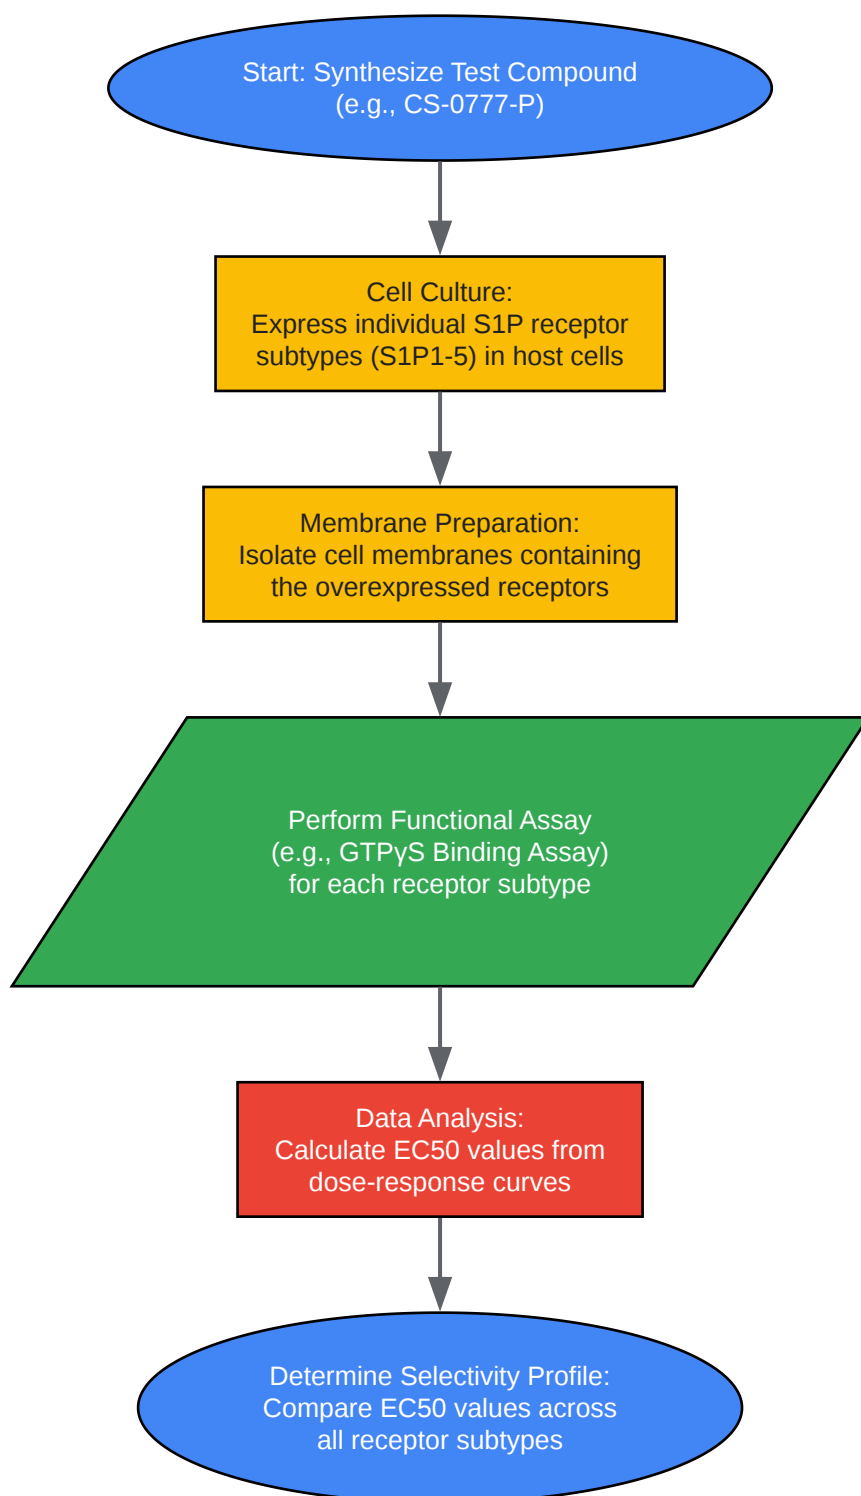 Start: Synthesize Test Compound
(e.g., CS-0777-P)
Cell Culture:
Express individual S1P receptor
subtypes (S1P1-5) in host cells
Membrane Preparation:
Isolate cell membranes containing
the overexpressed receptors
Perform Functional Assay
(e.g., GTPγS Binding Assay)
for each receptor subtype
Data Analysis:
Calculate EC50 values from
dose-response curves
Determine Selectivity Profile:
Compare EC50 values across
all receptor subtypes